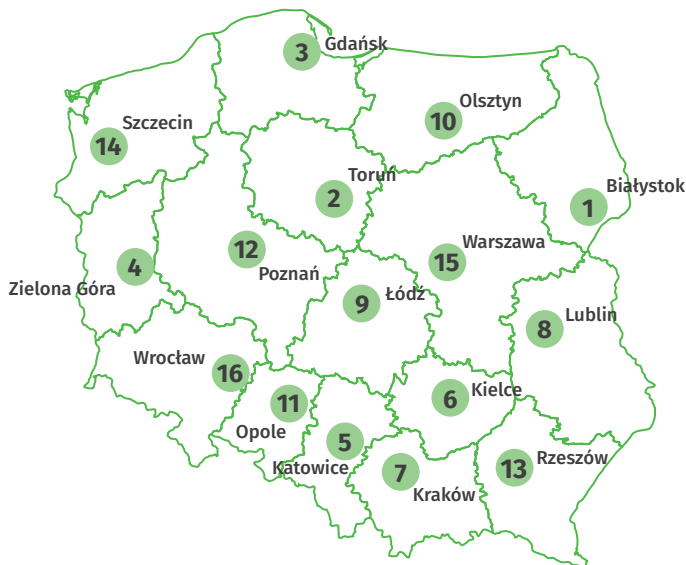 3
Gdańsk
Olsztyn
10
Szczecin
14
Toruń
2
Białystok
1
Warszawa
15
12
Poznań
4
Zielona Góra
Łódź
9
Lublin
8
Wrocław
16
11
Opole
Kielce
6
5
Katowice
7
Kraków
Rzeszów
13